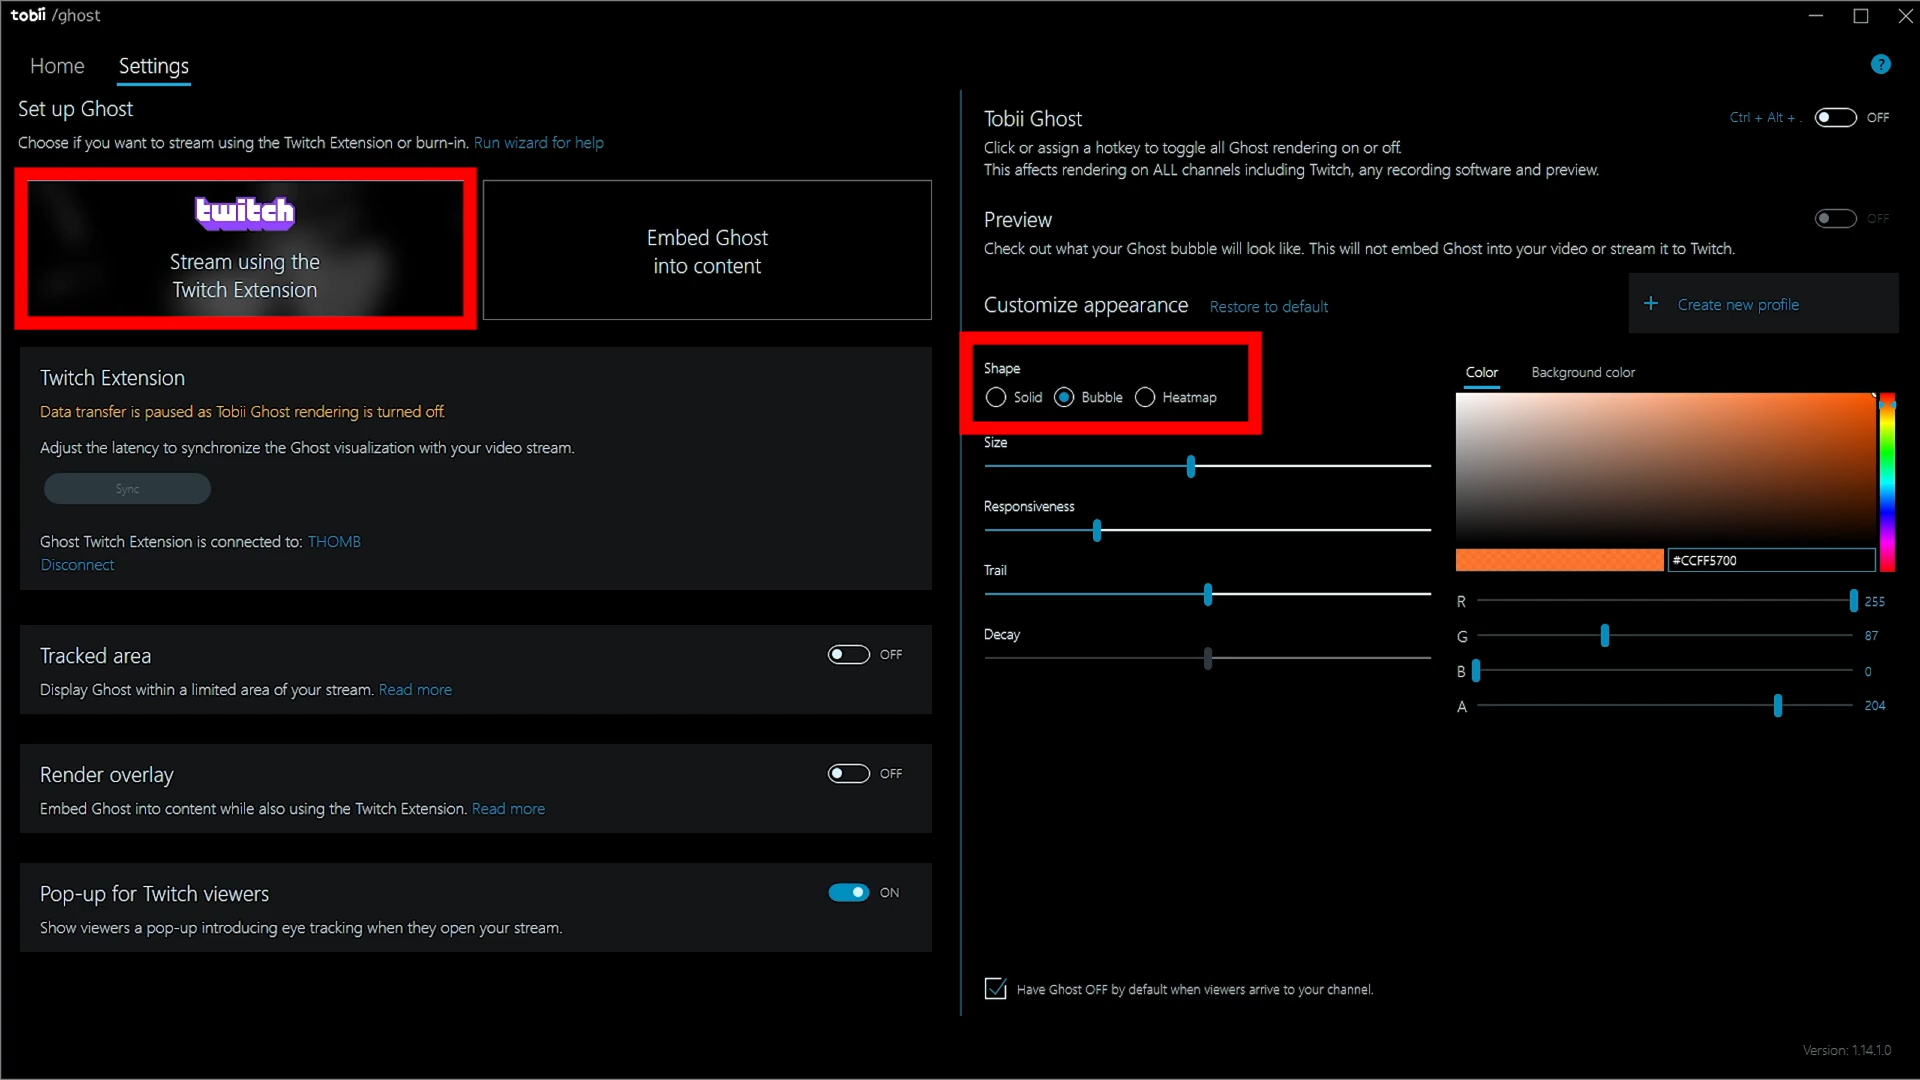 tobii /ghost
Home
Settings
?
Set up Ghost
Choose if you want to stream using the Twitch Extension or burn-in. Run wizard for help
twitch
Stream using the
Twitch Extension
Embed Ghost
into content
Twitch Extension
Data transfer is paused as Tobii Ghost rendering is turned off.
Adjust the latency to synchronize the Ghost visualization with your video stream.
Sync
Ghost Twitch Extension is connected to: THOMB
Disconnect
Tracked area
OFF
Display Ghost within a limited area of your stream. Read more
Render overlay
OFF
Embed Ghost into content while also using the Twitch Extension. Read more
Pop-up for Twitch viewers
ON
Show viewers a pop-up introducing eye tracking when they open your stream.
Tobii Ghost
Ctrl + Alt + .
OFF
Click or assign a hotkey to toggle all Ghost rendering on or off.
This affects rendering on ALL channels including Twitch, any recording software and preview.
Preview
OFF
Check out what your Ghost bubble will look like. This will not embed Ghost into your video or stream it to Twitch.
Customize appearance
Restore to default
+ Create new profile
Shape
Solid
Bubble
Heatmap
Size
Responsiveness
Trail
Decay
Color
Background color
#CCFF5700
R 255
G 87
B 0
A 204
Have Ghost OFF by default when viewers arrive to your channel.
Version: 1.14.1.0